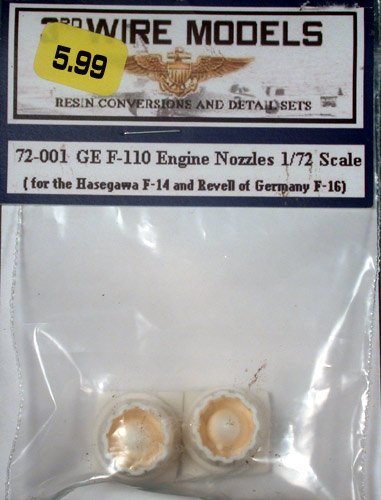 3RD WIRE MODELS
5.99
RESIN CONVERSIONS AND DETAIL SETS
72-001 GE F-110 Engine Nozzles 1/72 Scale
( for the Hasegawa F-14 and Revell of Germany F-16)